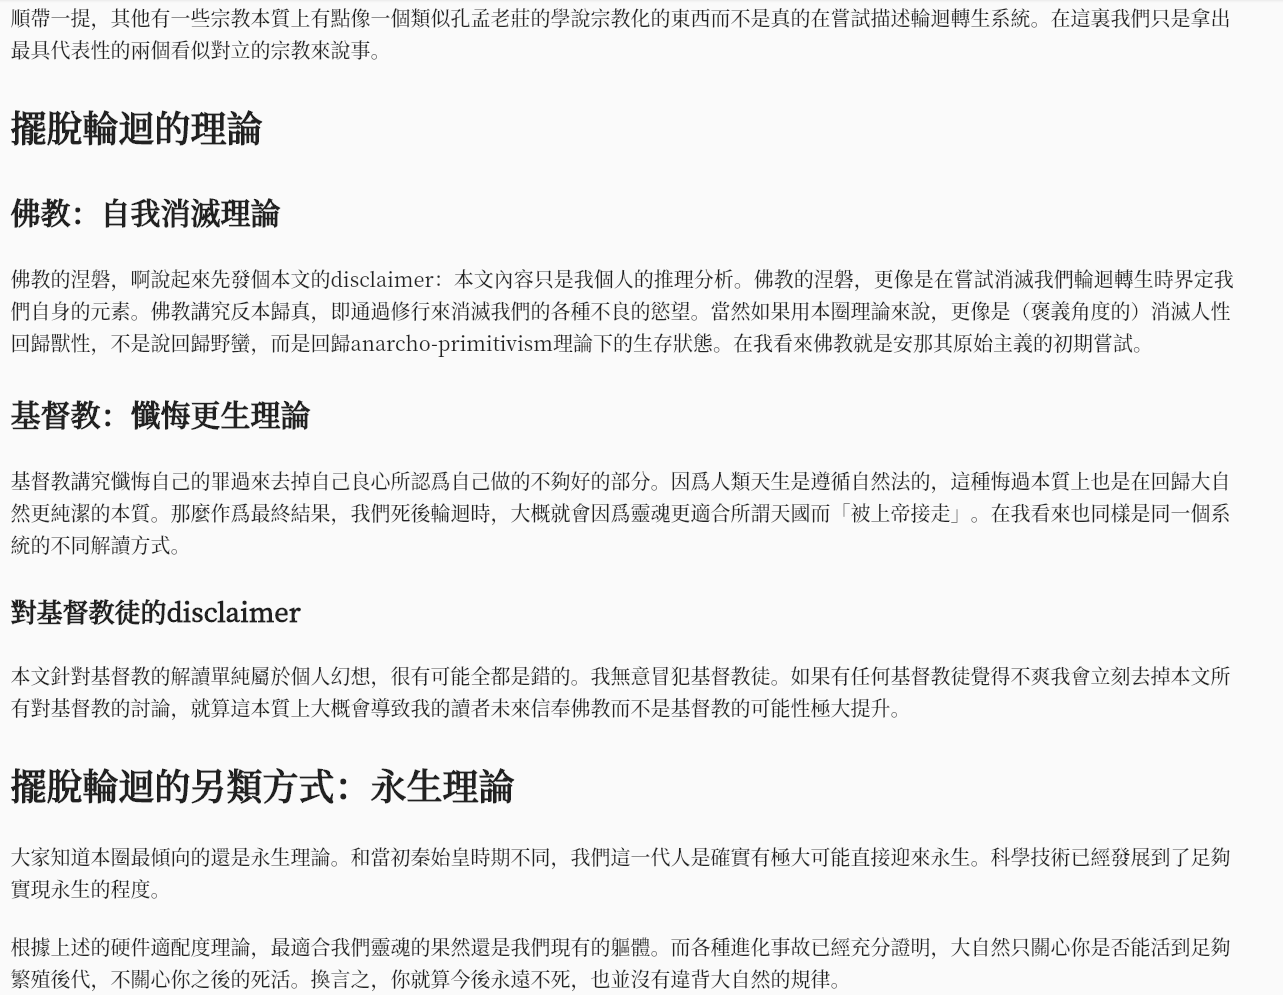 順帶一提，其他有一些宗教本質上有點像一個類似孔孟老莊的學說宗教化的東西而不是真的在嘗試描述輪迴轉生系統。在這裏我們只是拿出
最具代表性的兩個看似對立的宗教來說事。
擺脫輪迴的理論
佛教：自我消滅理論
佛教的涅磐，啊說起來先發個本文的disclaimer：本文內容只是我個人的推理分析。佛教的涅磐，更像是在嘗試消滅我們輪迴轉生時界定我
們自身的元素。佛教講究反本歸真，即通過修行來消滅我們的各種不良的慾望。當然如果用本圈理論來說，更像是（褒義角度的）消滅人性
回歸獸性，不是說回歸野蠻，而是回歸anarcho-primitivism理論下的生存狀態。在我看來佛教就是安那其原始主義的初期嘗試。
基督教：懺悔更生理論
基督教講究懺悔自己的罪過來去掉自己良心所認爲自己做的不夠好的部分。因爲人類天生是遵循自然法的，這種悔過本質上也是在回歸大自
然更純潔的本質。那麼作爲最終結果，我們死後輪迴時，大概就會因爲靈魂更適合所謂天國而「被上帝接走」。在我看來也同樣是同一個系
統的不同解讀方式。
對基督教徒的disclaimer
本文針對基督教的解讀單純屬於個人幻想，很有可能全都是錯的。我無意冒犯基督教徒。如果有任何基督教徒覺得不爽我會立刻去掉本文所
有對基督教的討論，就算這本質上大概會導致我的讀者未來信奉佛教而不是基督教的可能性極大提升。
擺脫輪迴的另類方式：永生理論
大家知道本圈最傾向的還是永生理論。和當初秦始皇時期不同，我們這一代人是確實有極大可能直接迎來永生。科學技術已經發展到了足夠
實現永生的程度。
根據上述的硬件適配度理論，最適合我們靈魂的果然還是我們現有的軀體。而各種進化事故已經充分證明，大自然只關心你是否能活到足夠
繁殖後代，不關心你之後的死活。換言之，你就算今後永遠不死，也並沒有違背大自然的規律。